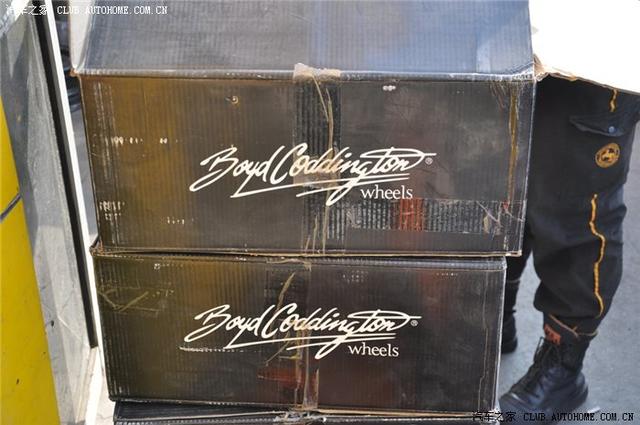 汽车之家 CLUB.AUTOHOME.COM.CN
Boyd Coddington®
wheels
Boyd Coddington®
wheels
汽车之家 CLUB.AUTOHOME.COM.CN